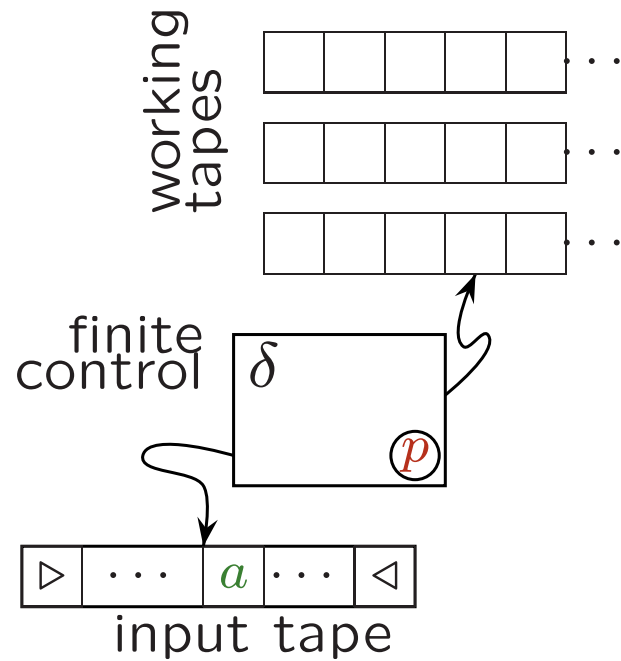 working
tapes
· · ·
· · ·
· · ·
finite
control
δ
p
▷ · · · a · · · ◁
input tape